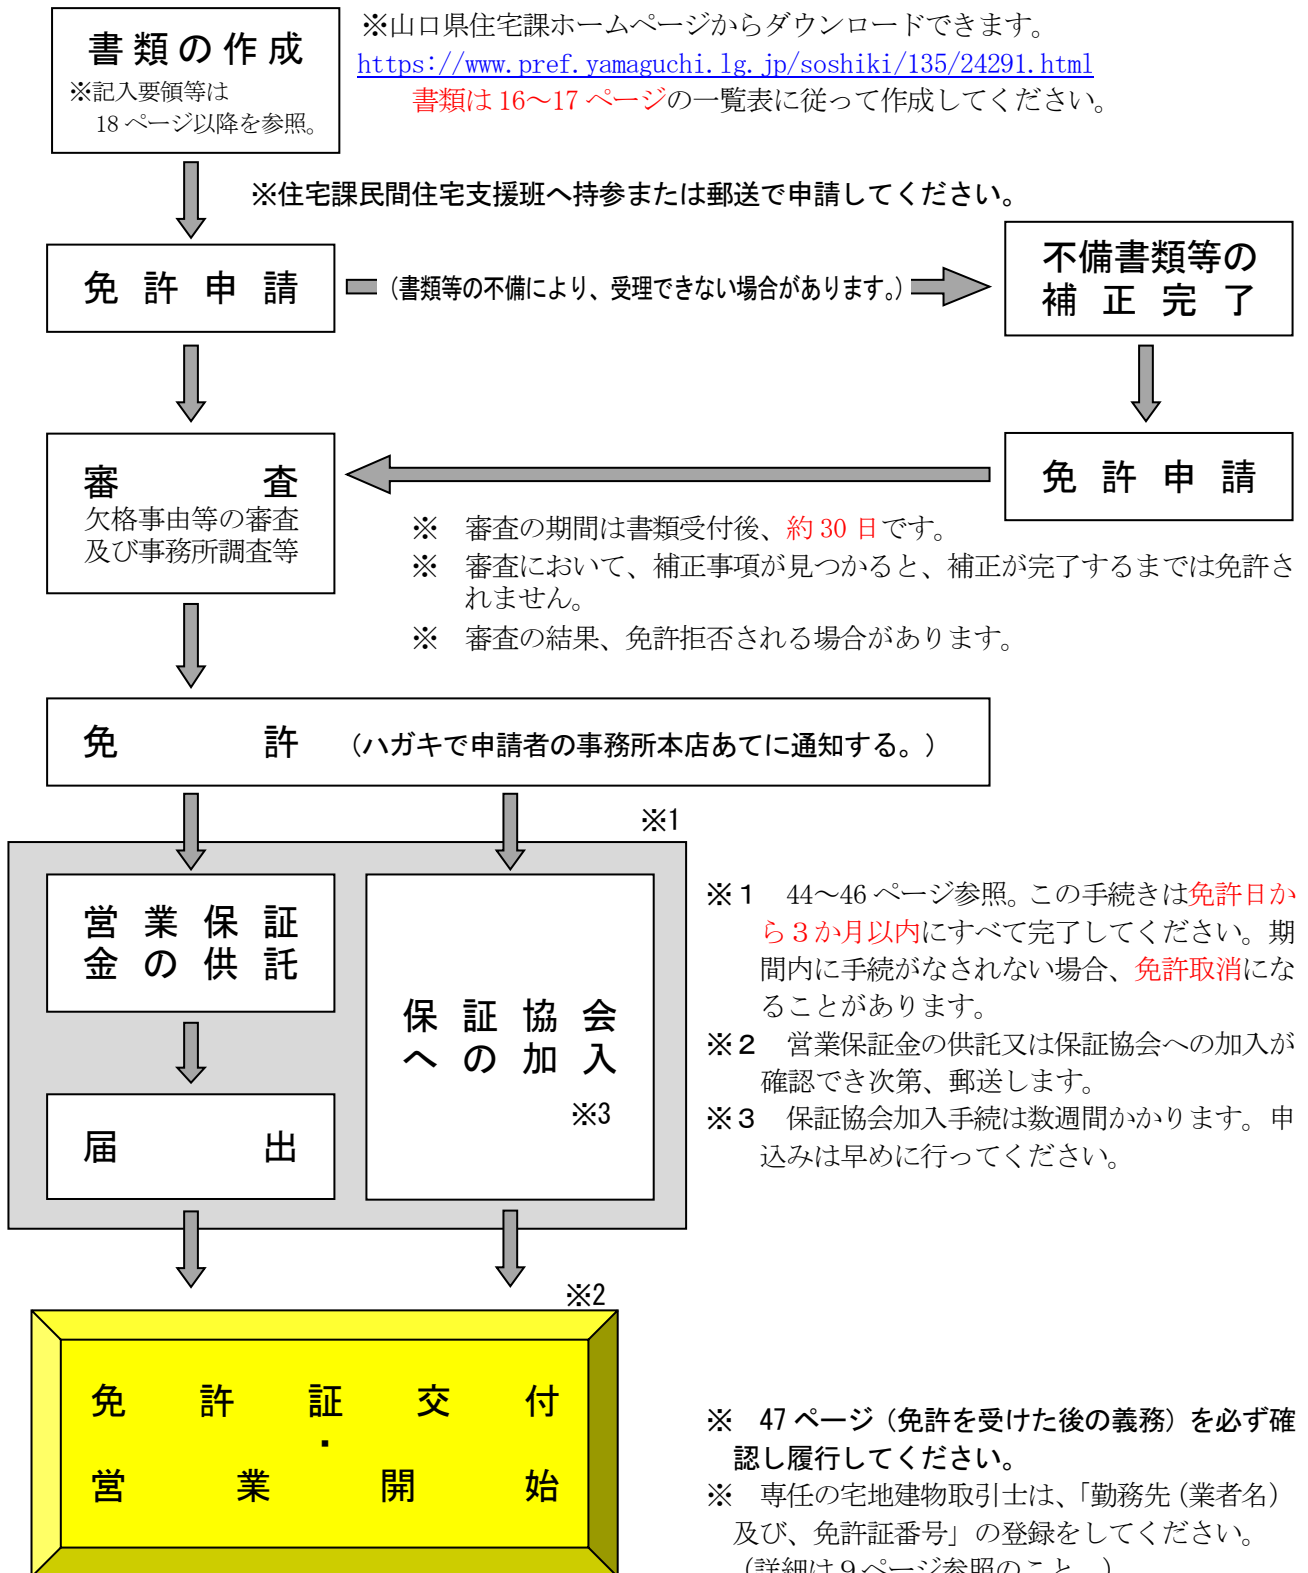 書類の作成
※記入要領等は
18ページ以降を参照。
※山口県住宅課ホームページからダウンロードできます。
https://www.pref.yamaguchi.lg.jp/soshiki/135/24291.html
書類は16～17ページの一覧表に従って作成してください。
※住宅課民間住宅支援班へ持参または郵送で申請してください。
免許申請
（書類等の不備により、受理できない場合があります。）
不備書類等の
補正完了
免許申請
審査
欠格事由等の審査
及び事務所調査等
※　審査の期間は書類受付後、約30日です。
※　審査において、補正事項が見つかると、補正が完了するまでは免許さ
れません。
※　審査の結果、免許拒否される場合があります。
免許　（ハガキで申請者の事務所本店あてに通知する。）
※1
営業保証
金の供託
届出
保証協会
への加入
※3
※１　44～46ページ参照。この手続きは免許日か
ら３か月以内にすべて完了してください。期
間内に手続がなされない場合、免許取消にな
ることがあります。
※２　営業保証金の供託又は保証協会への加入が
確認でき次第、郵送します。
※３　保証協会加入手続は数週間かかります。申
込みは早めに行ってください。
※2
免許証交付
・
営業開始
※　47ページ（免許を受けた後の義務）を必ず確
認し履行してください。
※　専任の宅地建物取引士は、「勤務先（業者名）
及び、免許証番号」の登録をしてください。
（詳細は９ページ参照のこと。）